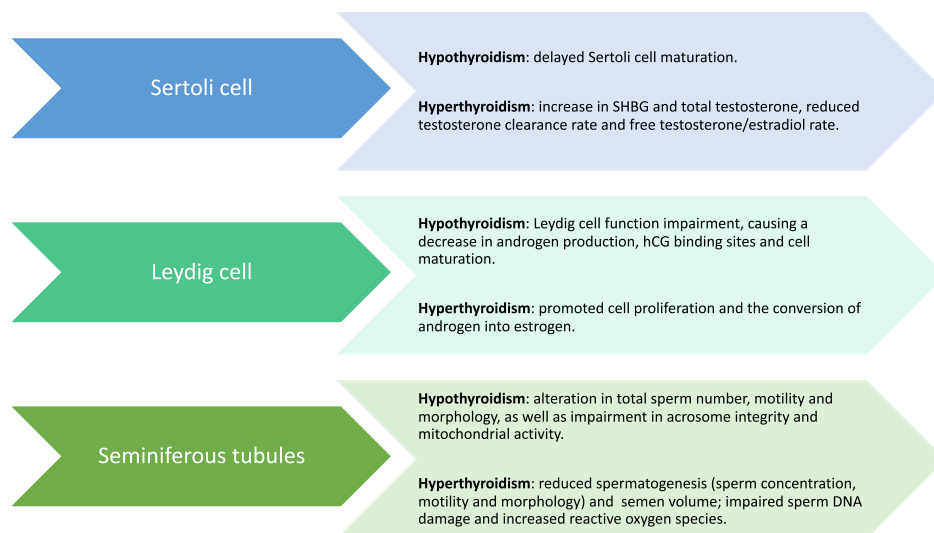 Sertoli cell
Hypothyroidism: delayed Sertoli cell maturation.
Hyperthyroidism: increase in SHBG and total testosterone, reduced
testosterone clearance rate and free testosterone/estradiol rate.
Leydig cell
Hypothyroidism: Leydig cell function impairment, causing a
decrease in androgen production, hCG binding sites and cell
maturation.
Hyperthyroidism: promoted cell proliferation and the conversion of
androgen into estrogen.
Seminiferous tubules
Hypothyroidism: alteration in total sperm number, motility and
morphology, as well as impairment in acrosome integrity and
mitochondrial activity.
Hyperthyroidism: reduced spermatogenesis (sperm concentration,
motility and morphology) and  semen volume; impaired sperm DNA
damage and increased reactive oxygen species.